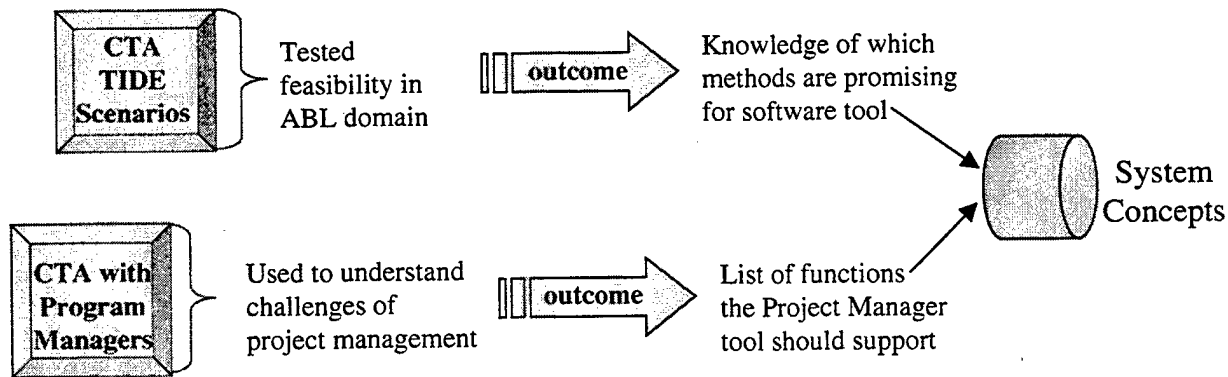 CTA
TIDE
Scenarios
Tested
feasibility in
ABL domain
outcome
Knowledge of which
methods are promising
for software tool
System
Concepts
CTA with
Program
Managers
Used to understand
challenges of
project management
outcome
List of functions
the Project Manager
tool should support